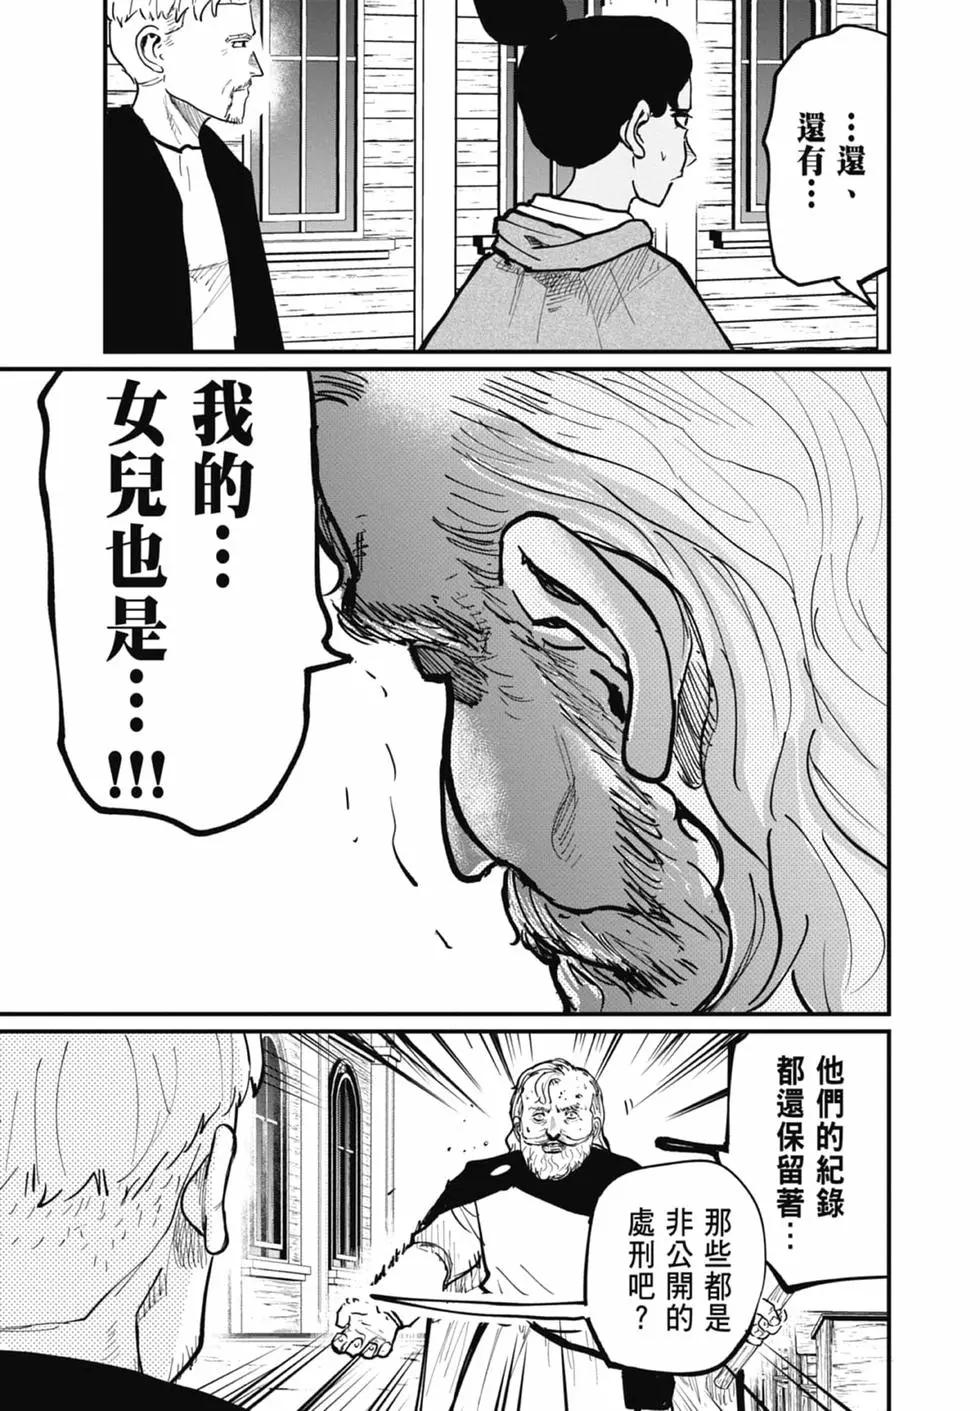 …還、
還有…
我的…
女兒也是……!!!
他們的紀錄
都還保留著…
那些都是
非公開的
處刑吧？